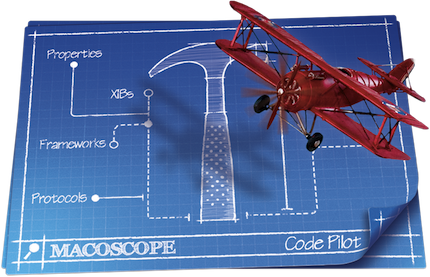 Properties
XIBs
Frameworks
Protocols
MACOSCOPE
Code Pilot